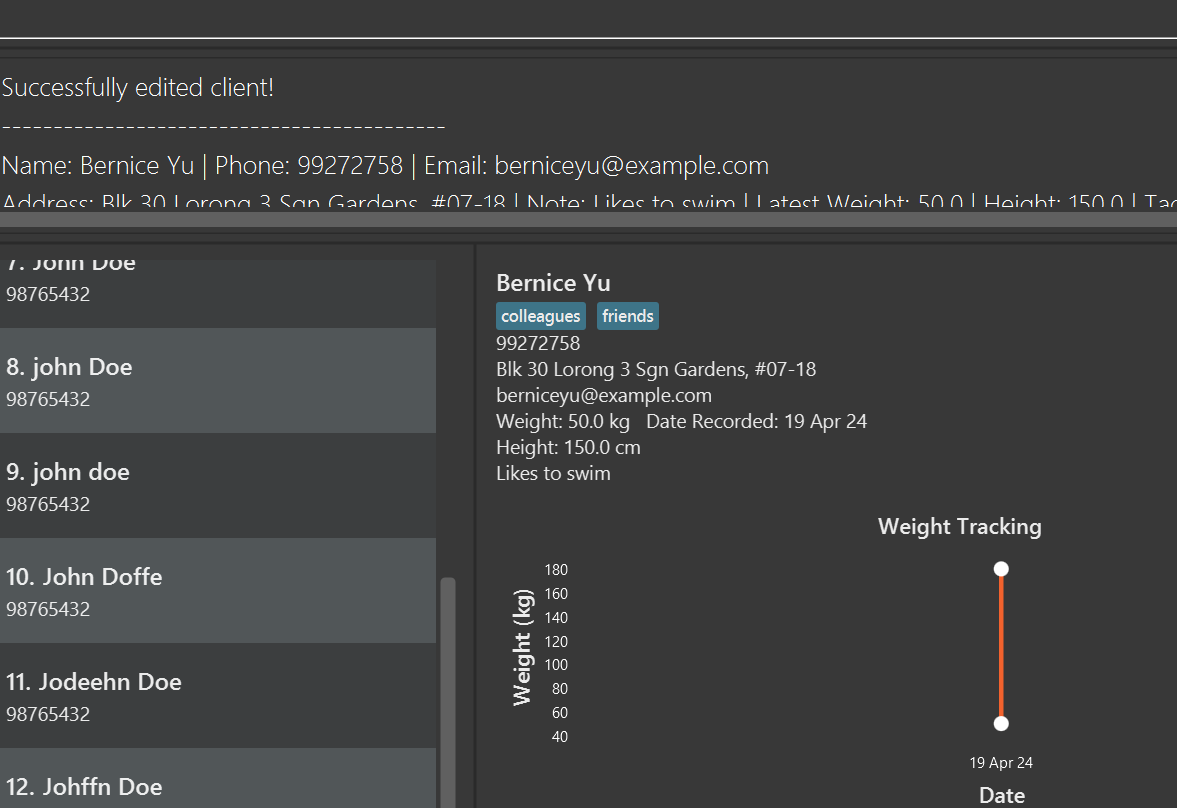 Successfully edited client!
-------------------------------------------
Name: Bernice Yu | Phone: 99272758 | Email: berniceyu@example.com
Address: Blk 30 Lorong 3 Sgn Gardens, #07-18 | Note: Likes to swim | Latest Weight: 50.0 | Height: 150.0 |
7. John Doe
98765432
8. john Doe
98765432
9. john doe
98765432
10. John Doffe
98765432
11. Jodeehn Doe
98765432
12. Johffn Doe
Bernice Yu
colleagues friends
99272758
Blk 30 Lorong 3 Sgn Gardens, #07-18
berniceyu@example.com
Weight: 50.0 kg Date Recorded: 19 Apr 24
Height: 150.0 cm
Likes to swim
Weight Tracking
Weight (kg)
180
160
140
120
100
80
60
40
19 Apr 24
Date